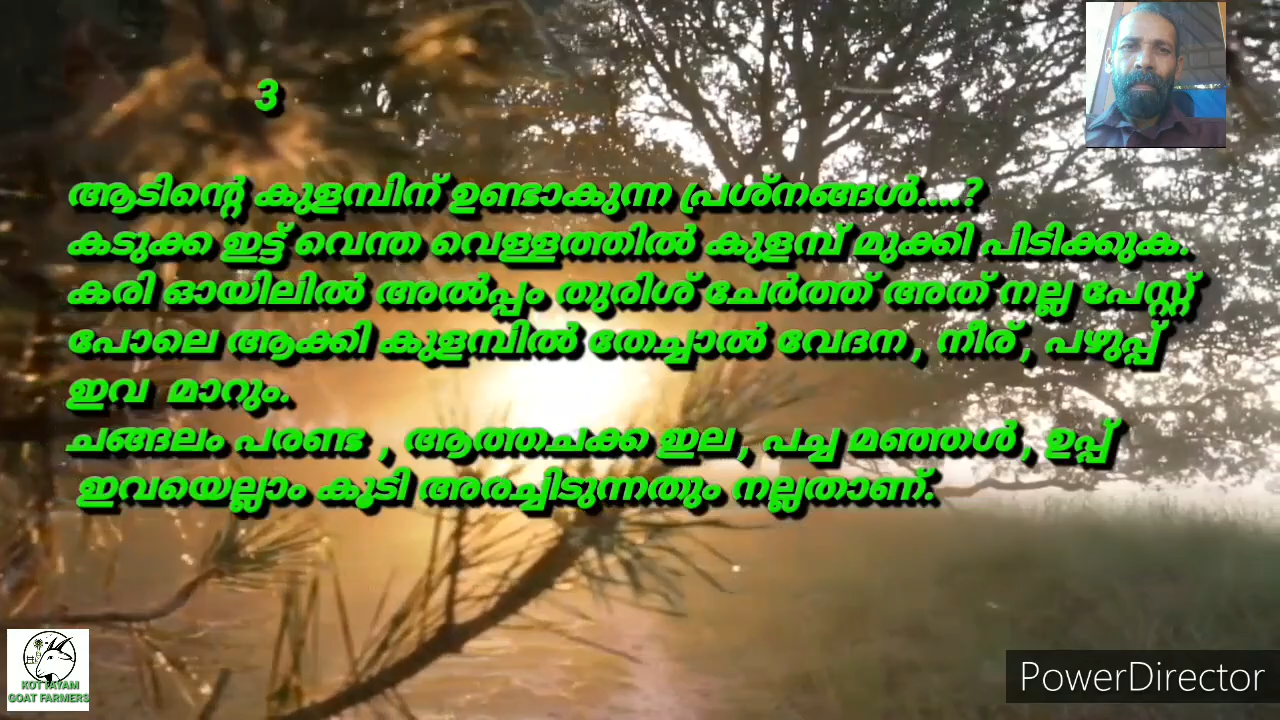 3
ആടിന്റെ കുളമ്പിന് ഉണ്ടാകുന്ന പ്രശ്നങ്ങൾ....?
കടുക്ക ഇട്ട് വെന്ത വെള്ളത്തിൽ കുളമ്പ് മുക്കി പിടിക്കുക.
കരി ഓയിലിൽ അൽപ്പം തുരിശ് ചേർത്ത് അത് നല്ല പേസ്റ്റ്
പോലെ ആക്കി കുളമ്പിൽ തേച്ചാൽ വേദന , നീര് , പഴുപ്പ്
ഇവ മാറും.
ചങ്ങലം പരണ്ട , ആത്തചക്ക ഇല , പച്ച മഞ്ഞൾ , ഉപ്പ്
ഇവയെല്ലാം കൂടി അരച്ചിടുന്നതും നല്ലതാണ്.
KOTTAYAM
GOAT FARMERS
PowerDirector